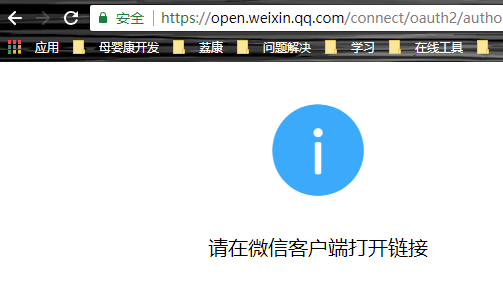 安全 https://open.weixin.qq.com/connect/oauth2/autho
应用 母婴康开发 荔康 问题解决 学习 在线工具
i
请在微信客户端打开链接